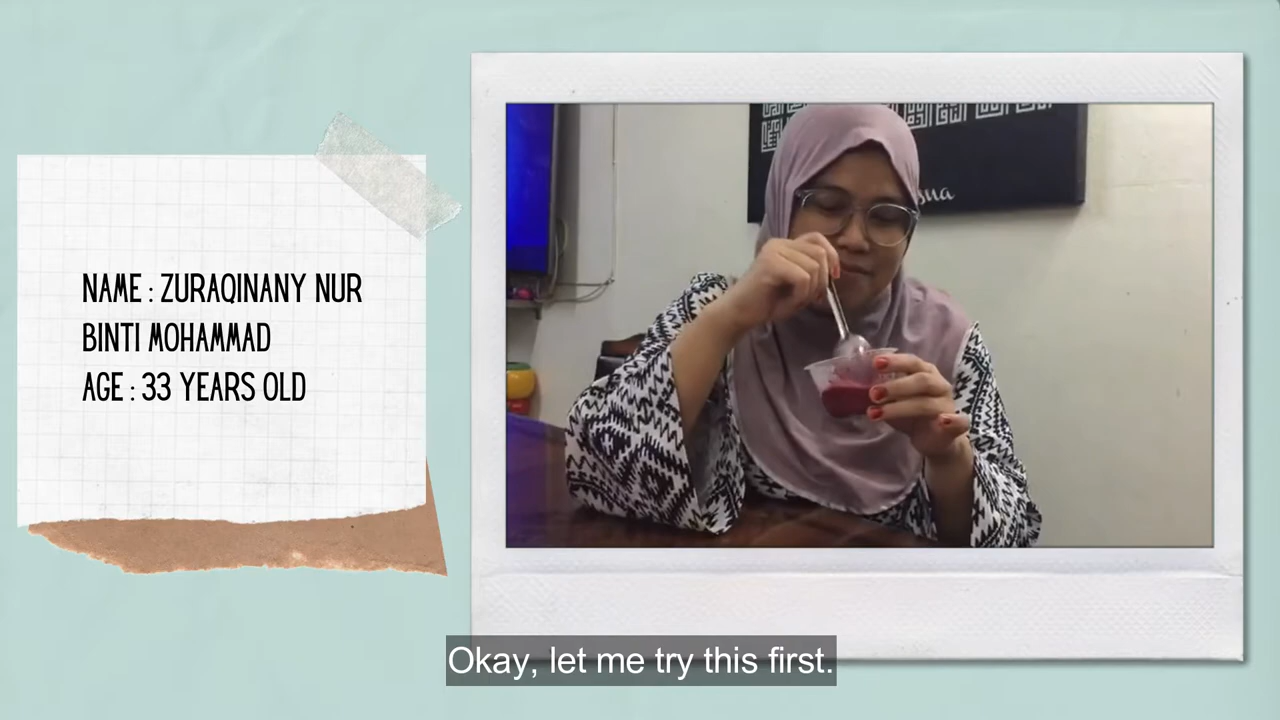 NAME : ZURAQINANY NUR
BINTI MOHAMMAD
AGE : 33 YEARS OLD
Okay, let me try this first.